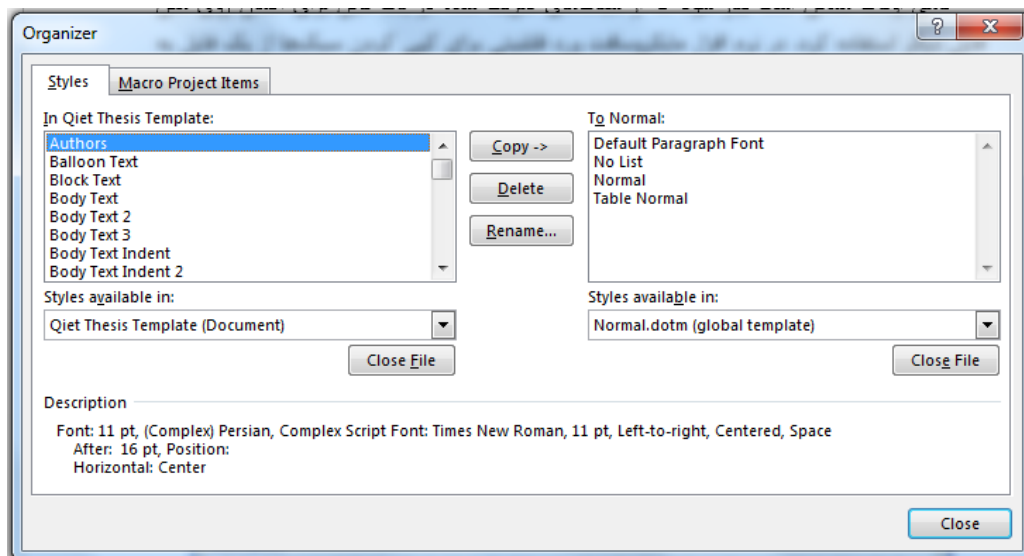 Organizer
Styles
Macro Project Items
In Qiet Thesis Template:
Authors
Balloon Text
Block Text
Body Text
Body Text 2
Body Text 3
Body Text Indent
Body Text Indent 2
Copy ->
Delete
Rename...
To Normal:
Default Paragraph Font
No List
Normal
Table Normal
Styles available in:
Qiet Thesis Template (Document)
Close File
Styles available in:
Normal.dotm (global template)
Close File
Description
Font: 11 pt, (Complex) Persian, Complex Script Font: Times New Roman, 11 pt, Left-to-right, Centered, Space
After: 16 pt, Position:
Horizontal: Center
Close